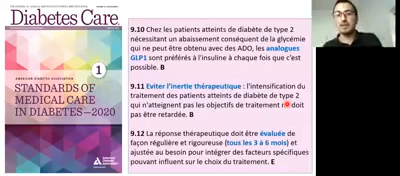 Diabetes Care
AMERICAN DIABETES ASSOCIATION
1
STANDARDS OF
MEDICAL CARE
IN DIABETES—2020
9.10 Chez les patients atteints de diabète de type 2
nécessitant un abaissement conséquent de la glycémie
qui ne peut être obtenu avec des ADO, les analogues
GLP1 sont préférés à l'insuline à chaque fois que c'est
possible. B
9.11 Eviter l'inertie thérapeutique : l'intensification du
traitement des patients atteints de diabète de type 2
qui n'atteignent pas les objectifs de traitement doit
pas être retardée. B
9.12 La réponse thérapeutique doit être évaluée de
façon régulière et rigoureuse (tous les 3 à 6 mois) et
ajustée au besoin pour intégrer des facteurs spécifiques
pouvant influer sur le choix du traitement. E